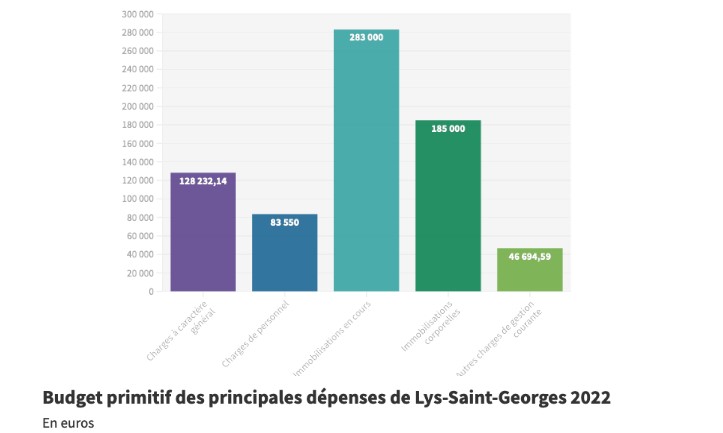 300 000
280 000
260 000
240 000
220 000
200 000
180 000
160 000
140 000
120 000
100 000
80 000
60 000
40 000
20 000
0
128 232,14
83 550
283 000
185 000
46 694,59
Charges à caractère
général
Charges de personnel
mmobilisations en cours
Immobilisations
corporelles
utres charges de gestion
courante
Budget primitif des principales dépenses de Lys-Saint-Georges 2022
En euros